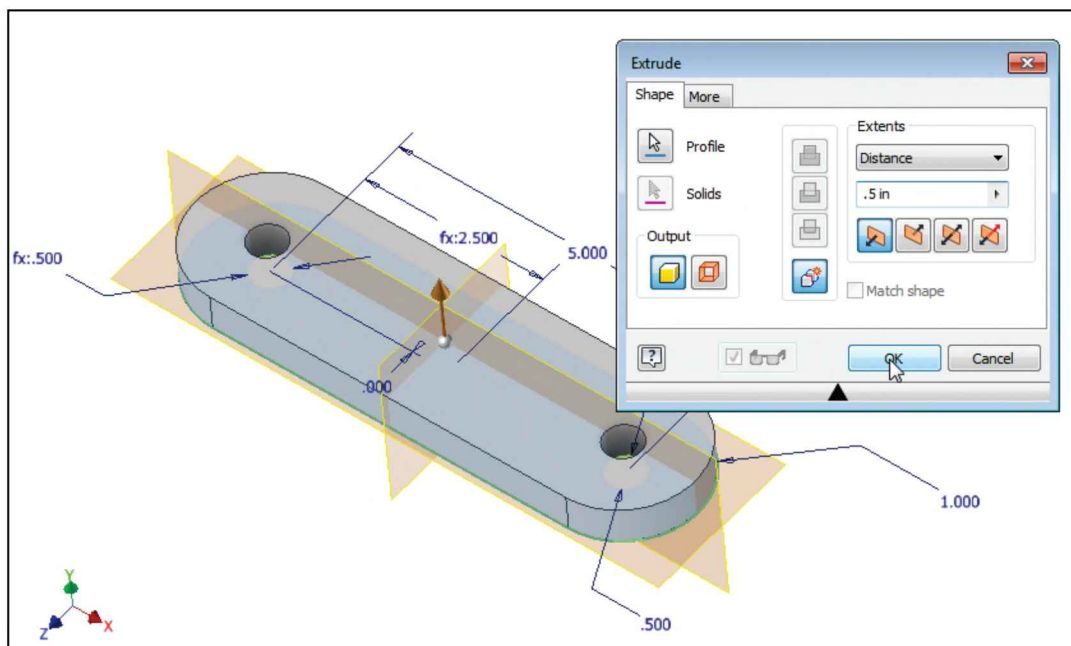 Extrude
Shape More
Profile
Solids
Output
Extents
Distance
.5 in
Match shape
?
OK Cancel
fx:2.500
5.000
fx:.500
.000
1.000
.500
Y
Z X